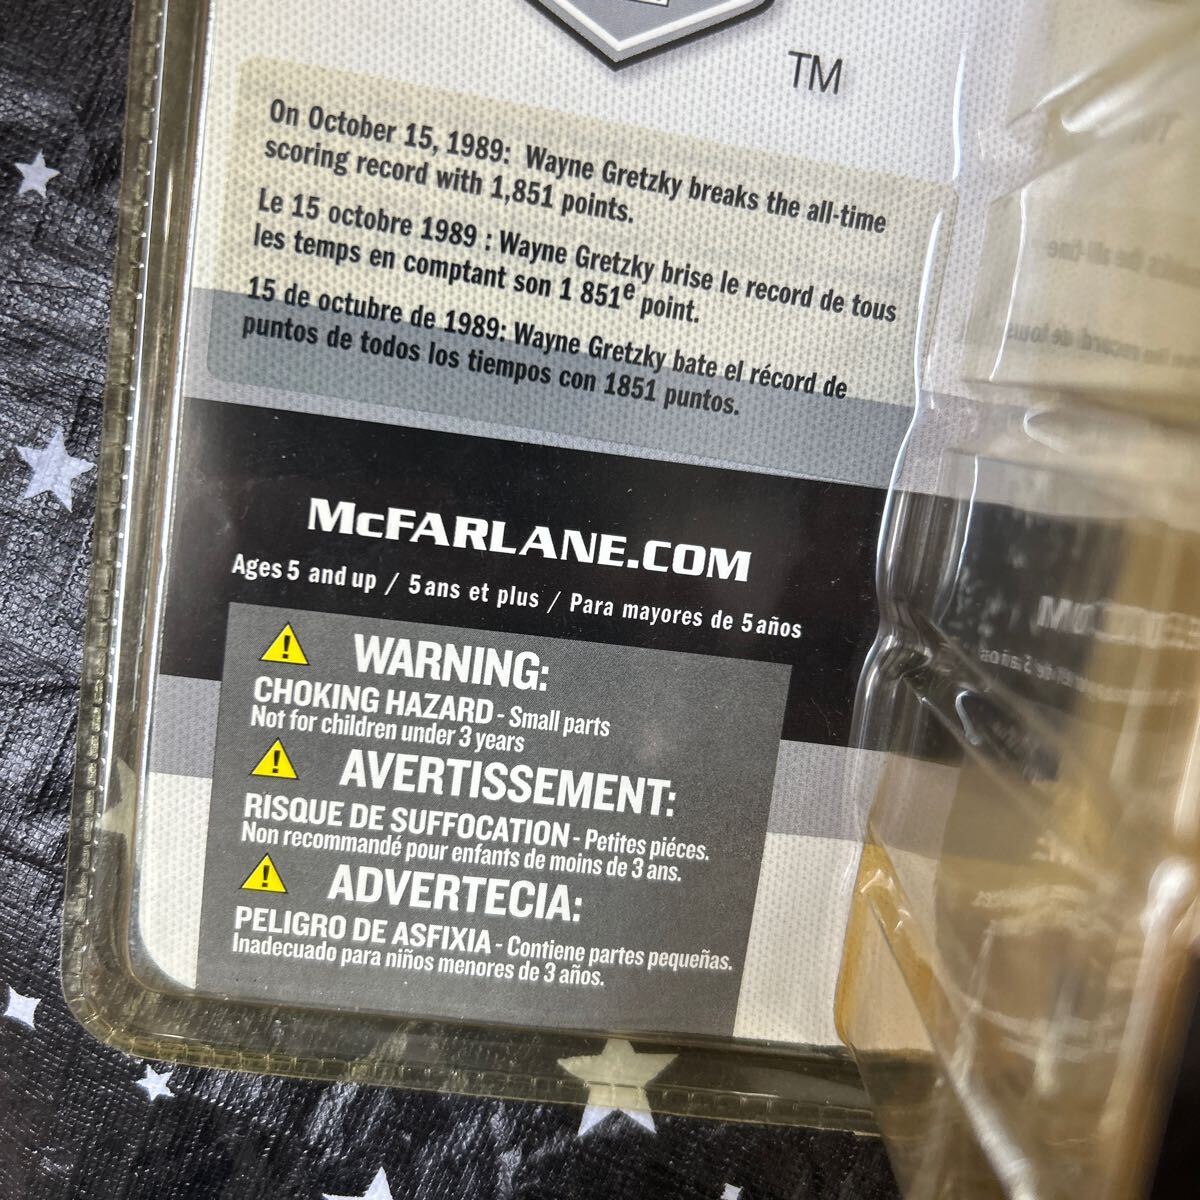 TM
On October 15, 1989: Wayne Gretzky breaks the all-time
scoring record with 1,851 points.
Le 15 octobre 1989 : Wayne Gretzky brise le record de tous
les temps en comptant son 1 851e point.
15 de octubre de 1989: Wayne Gretzky bate el récord de
puntos de todos los tiempos con 1851 puntos.
McFARLANE.COM
Ages 5 and up / 5 ans et plus / Para mayores de 5 años
WARNING:
CHOKING HAZARD - Small parts
Not for children under 3 years
AVERTISSEMENT:
RISQUE DE SUFFOCATION - Petites piéces.
Non recommandé pour enfants de moins de 3 ans.
ADVERTECIA:
PELIGRO DE ASFIXIA - Contiene partes pequeñas.
Inadecuado para niños menores de 3 años.